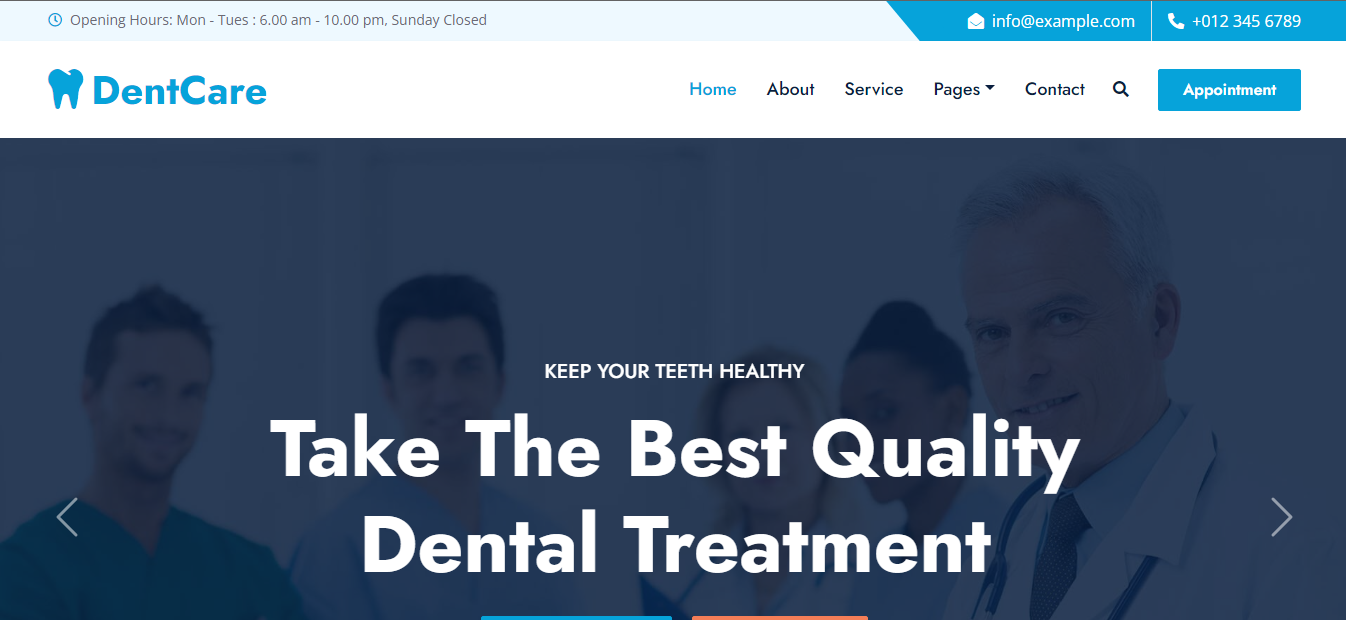 Opening Hours: Mon - Tues : 6.00 am - 10.00 pm, Sunday Closed
info@example.com
+012 345 6789
DentCare
Home About Service Pages Contact Appointment
KEEP YOUR TEETH HEALTHY
Take The Best Quality
Dental Treatment